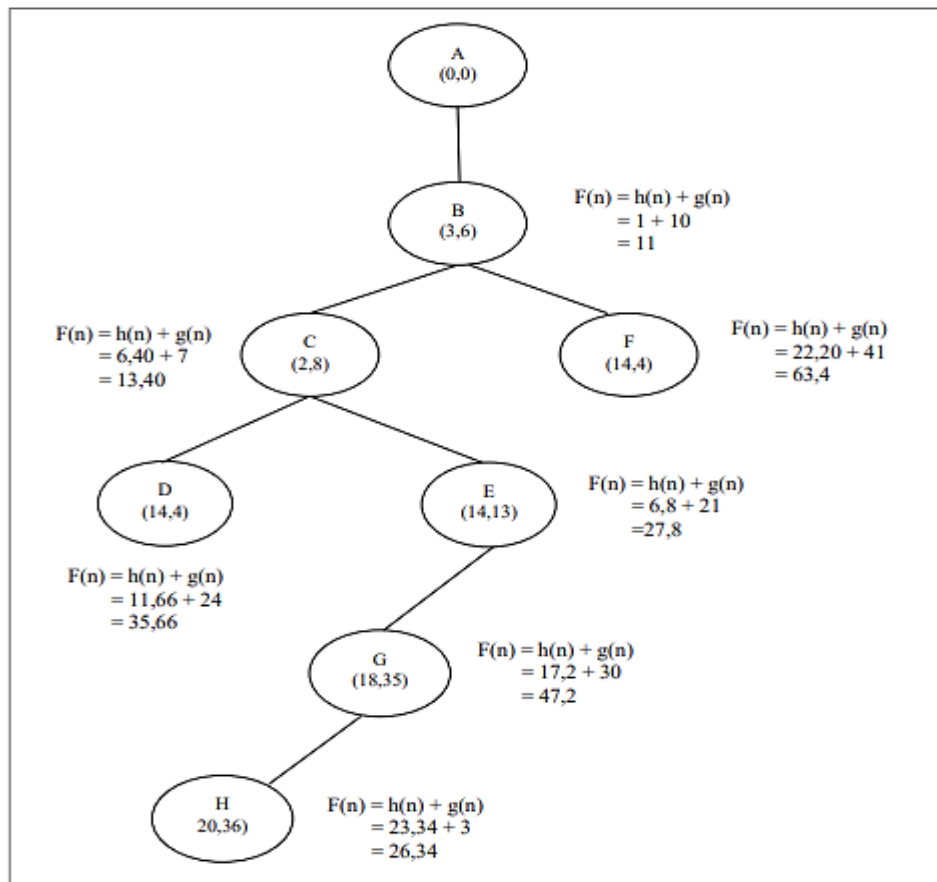 A
(0,0)
B
(3,6)
F(n) = h(n) + g(n)
= 1 + 10
= 11
F(n) = h(n) + g(n)
= 6,40 + 7
= 13,40
C
(2,8)
F
(14,4)
F(n) = h(n) + g(n)
= 22,20 + 41
= 63,4
D
(14,4)
F(n) = h(n) + g(n)
= 11,66 + 24
= 35,66
E
(14,13)
F(n) = h(n) + g(n)
= 6,8 + 21
=27,8
G
(18,35)
F(n) = h(n) + g(n)
= 17,2 + 30
= 47,2
H
20,36)
F(n) = h(n) + g(n)
= 23,34 + 3
= 26,34